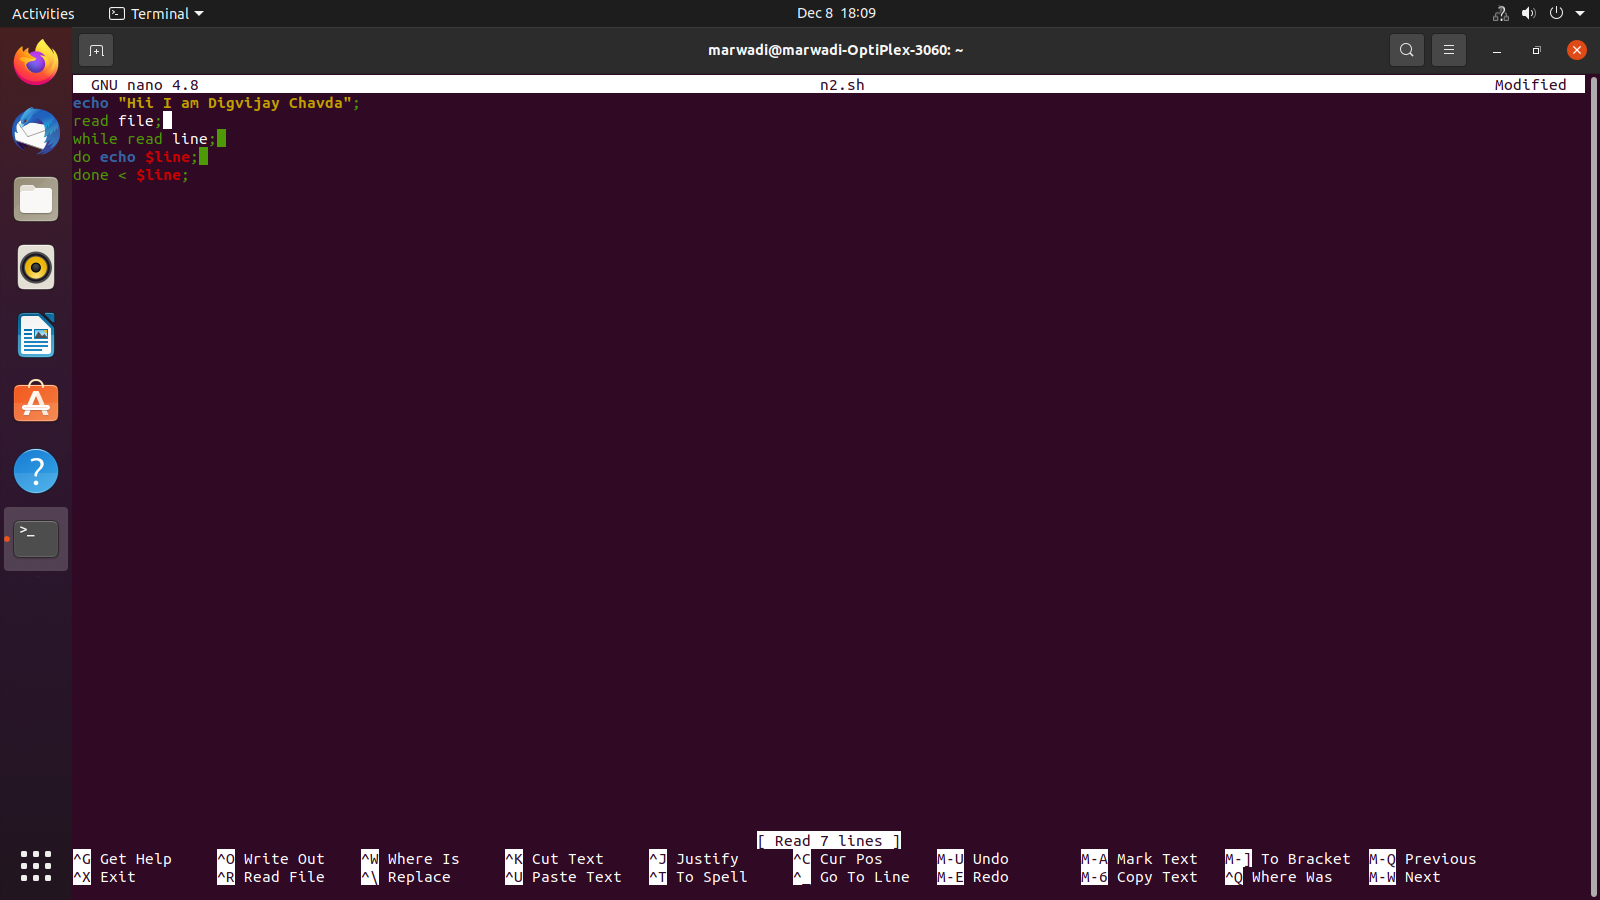 Activities Terminal Dec 8 18:09
marwadi@marwadi-OptiPlex-3060: ~
GNU nano 4.8 n2.sh Modified
echo "Hii I am Digvijay Chavda";
read file;
while read line;
do echo $line;
done < $line;
[ Read 7 lines ]
^G Get Help ^O Write Out ^W Where Is ^K Cut Text ^J Justify ^C Cur Pos M-U Undo M-A Mark Text M-] To Bracket M-Q Previous
^X Exit ^R Read File ^\ Replace ^U Paste Text ^T To Spell ^_ Go To Line M-E Redo M-6 Copy Text ^Q Where Was M-W Next